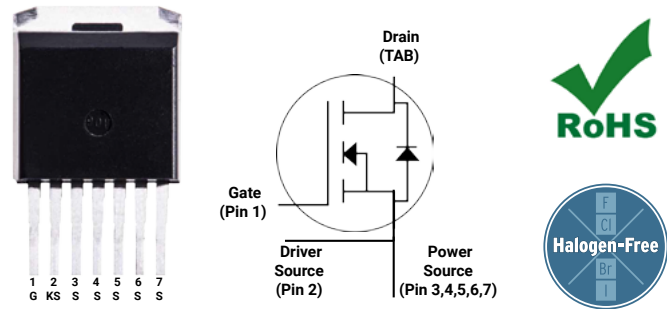 Drain
(TAB)
Gate
(Pin 1)
Driver
Source
(Pin 2)
Power
Source
(Pin 3,4,5,6,7)
1 2 3 4 5 6 7
G KS S S S S S
RoHS
F
Cl
Halogen-Free
Br
I